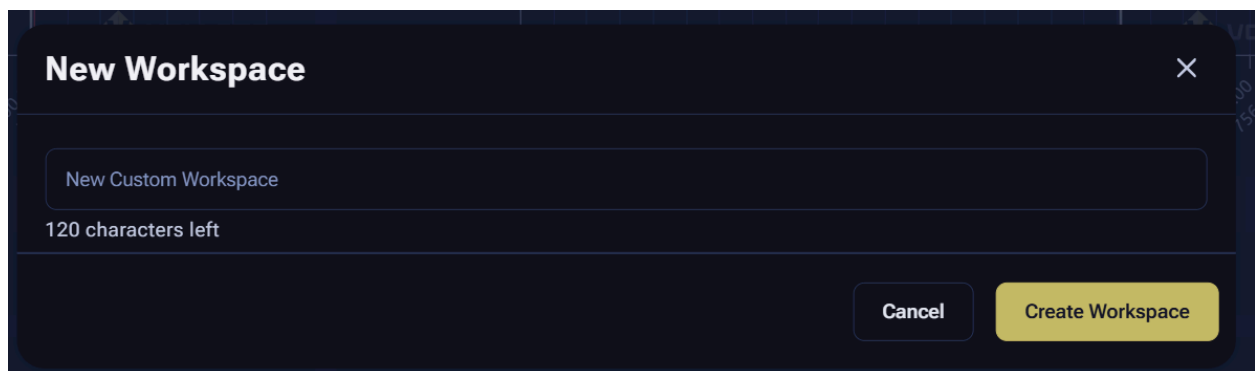 New Workspace
New Custom Workspace
120 characters left
Cancel
Create Workspace